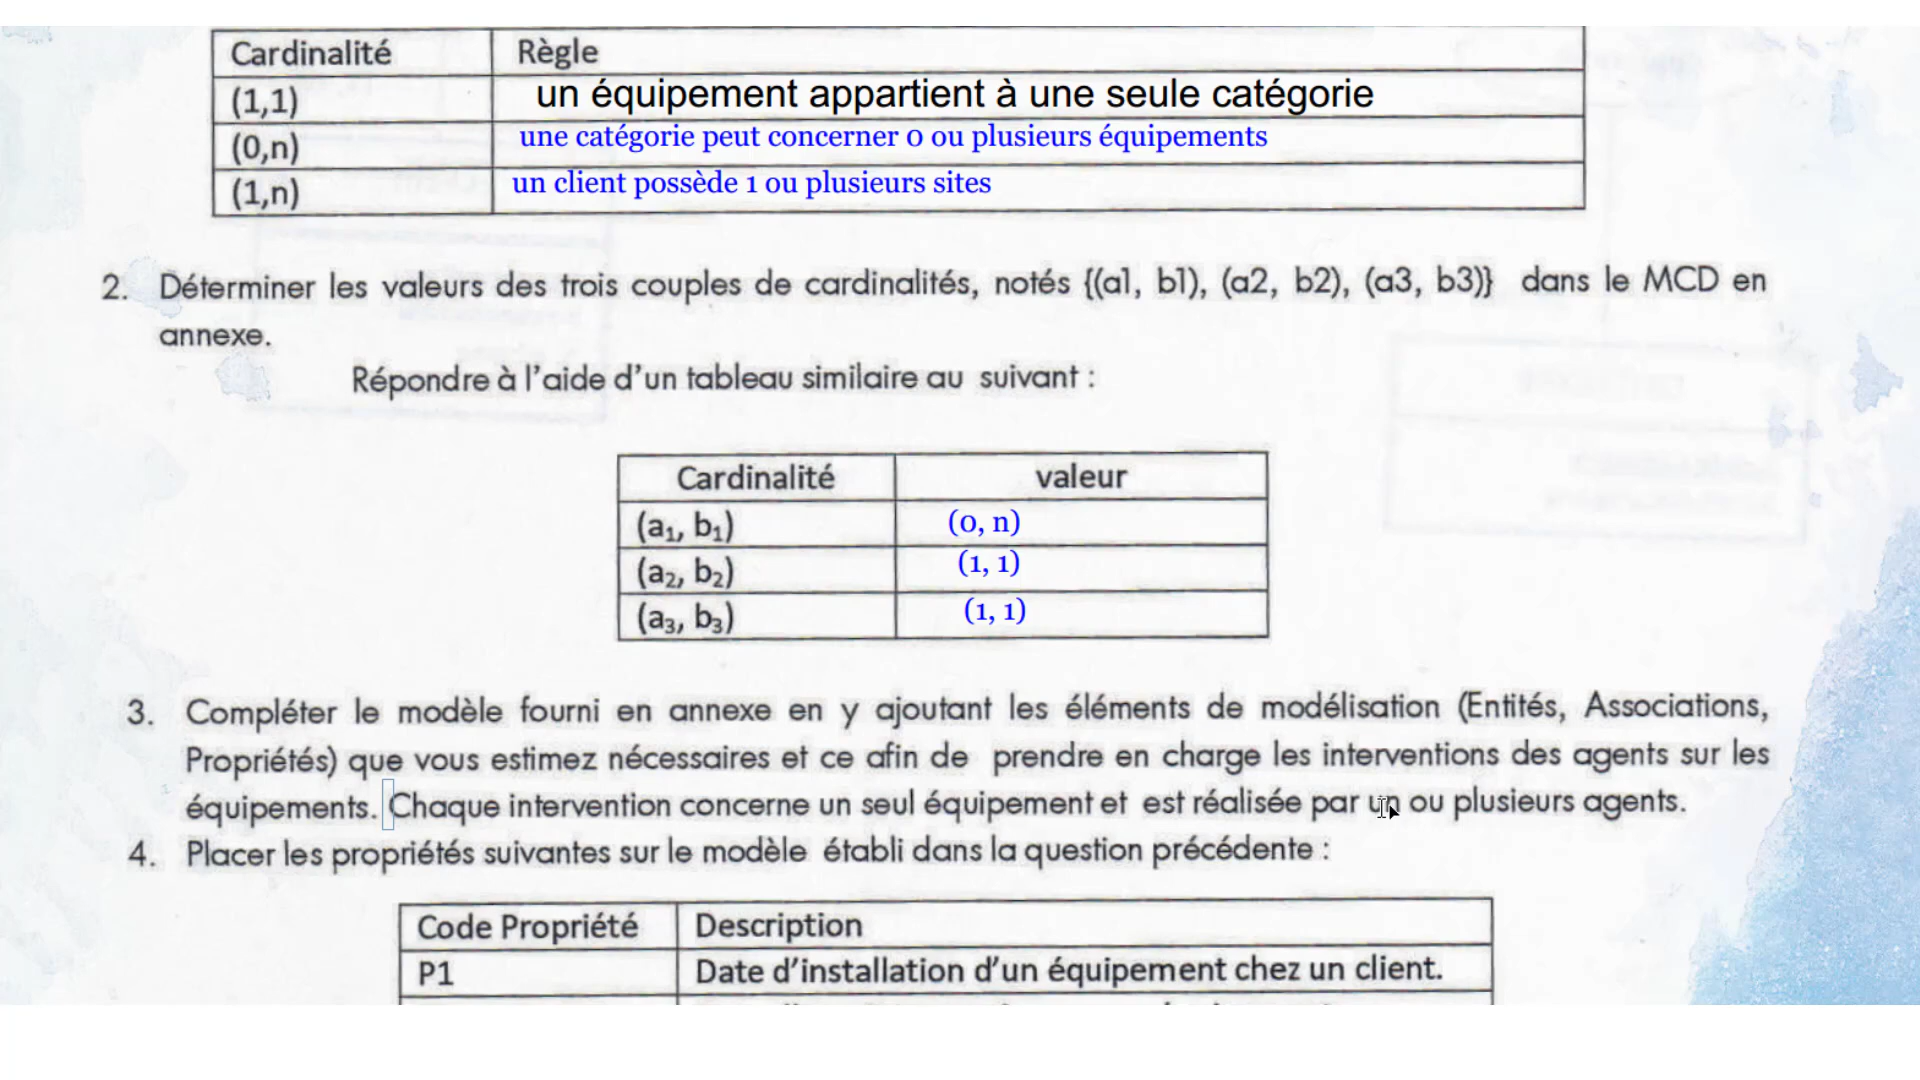 Cardinalité Règle
(1,1) un équipement appartient à une seule catégorie
(0,n) une catégorie peut concerner 0 ou plusieurs équipements
(1,n) un client possède 1 ou plusieurs sites
2. Déterminer les valeurs des trois couples de cardinalités, notés {(a1, b1), (a2, b2), (a3, b3)} dans le MCD en
annexe.
Répondre à l'aide d'un tableau similaire au suivant :
Cardinalité valeur
(a₁, b₁) (0, n)
(a₂, b₂) (1, 1)
(a₃, b₃) (1, 1)
3. Compléter le modèle fourni en annexe en y ajoutant les éléments de modélisation (Entités, Associations,
Propriétés) que vous estimez nécessaires et ce afin de prendre en charge les interventions des agents sur les
équipements. Chaque intervention concerne un seul équipement et est réalisée par un ou plusieurs agents.
4. Placer les propriétés suivantes sur le modèle établi dans la question précédente :
Code Propriété Description
P1 Date d'installation d'un équipement chez un client.